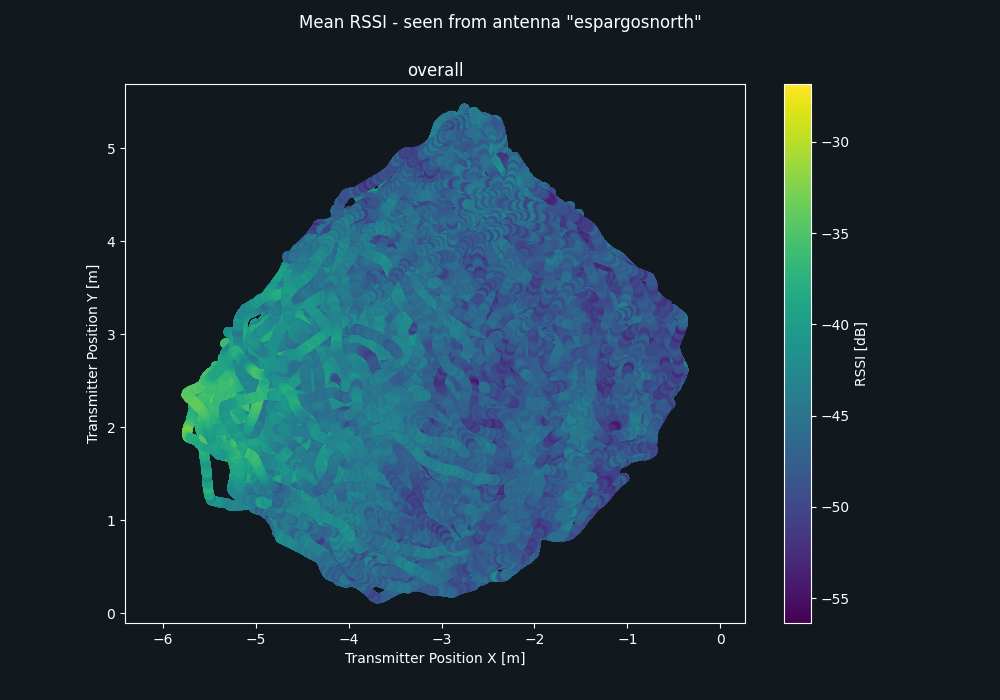 Mean RSSI - seen from antenna "espargosnorth"
overall
Transmitter Position Y [m]
5
4
3
2
1
0
−6 −5 −4 −3 −2 −1 0
Transmitter Position X [m]
−30
−35
−40
−45
−50
−55
RSSI [dB]